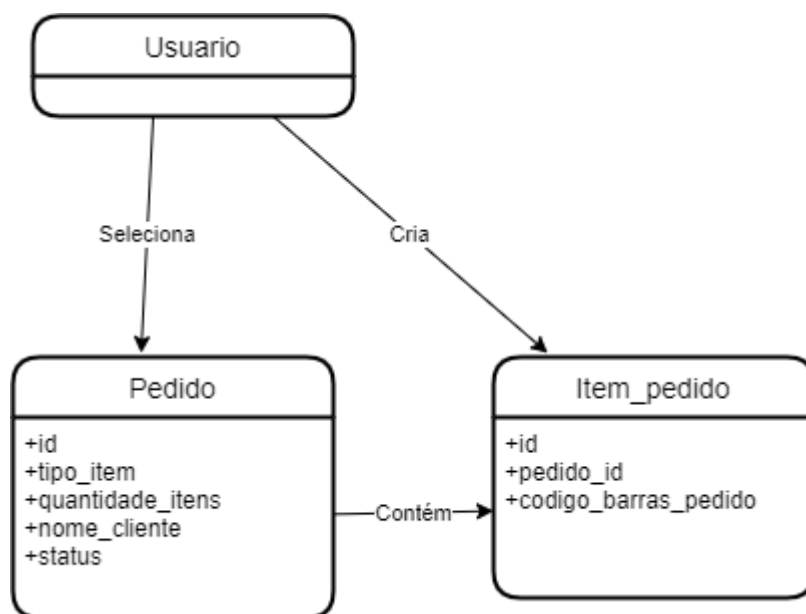 Usuario
Seleciona
Cria
Pedido
+id
+tipo_item
+quantidade_itens
+nome_cliente
+status
Contém
Item_pedido
+id
+pedido_id
+codigo_barras_pedido